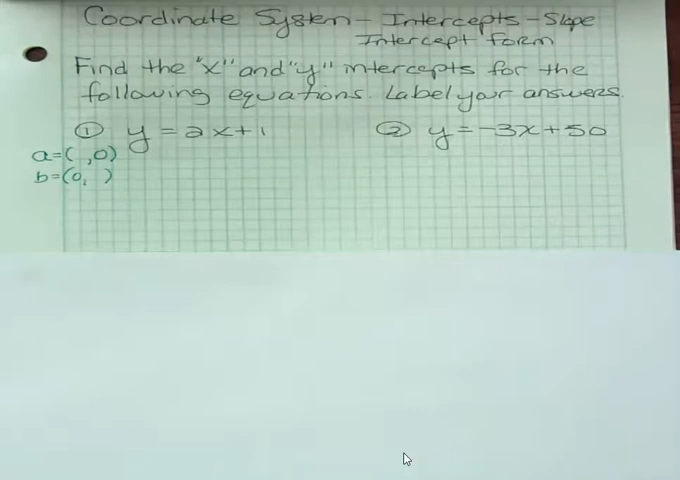 Coordinate System - Intercepts - Slope
Intercept form
Find the "x" and "y" intercepts for the
following equations. Label your answers.
① y = 2x+1 ② y = -3x+50
a=( ,0)
b=(0, )